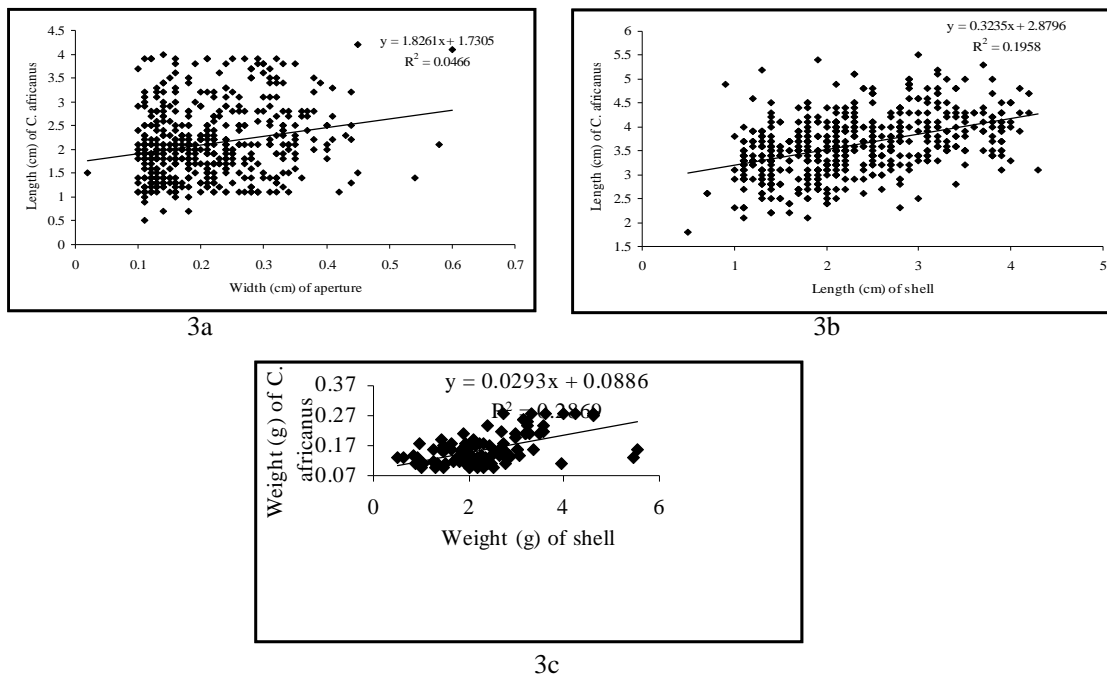 y = 1.8261x + 1.7305
R² = 0.0466
4.5
4
3.5
3
2.5
2
1.5
1
0.5
0
0 0.1 0.2 0.3 0.4 0.5 0.6 0.7
Length (cm) of C. africanus
Width (cm) of aperture
3a
y = 0.3235x + 2.8796
R² = 0.1958
6
5.5
5
4.5
4
3.5
3
2.5
2
1.5
0 1 2 3 4 5
Length (cm) of C. africanus
Length (cm) of shell
3b
y = 0.0293x + 0.0886
R² = 0.2869
0.37
0.27
0.17
0.07
0 2 4 6
Weight (g) of C.
africanus
Weight (g) of shell
3c